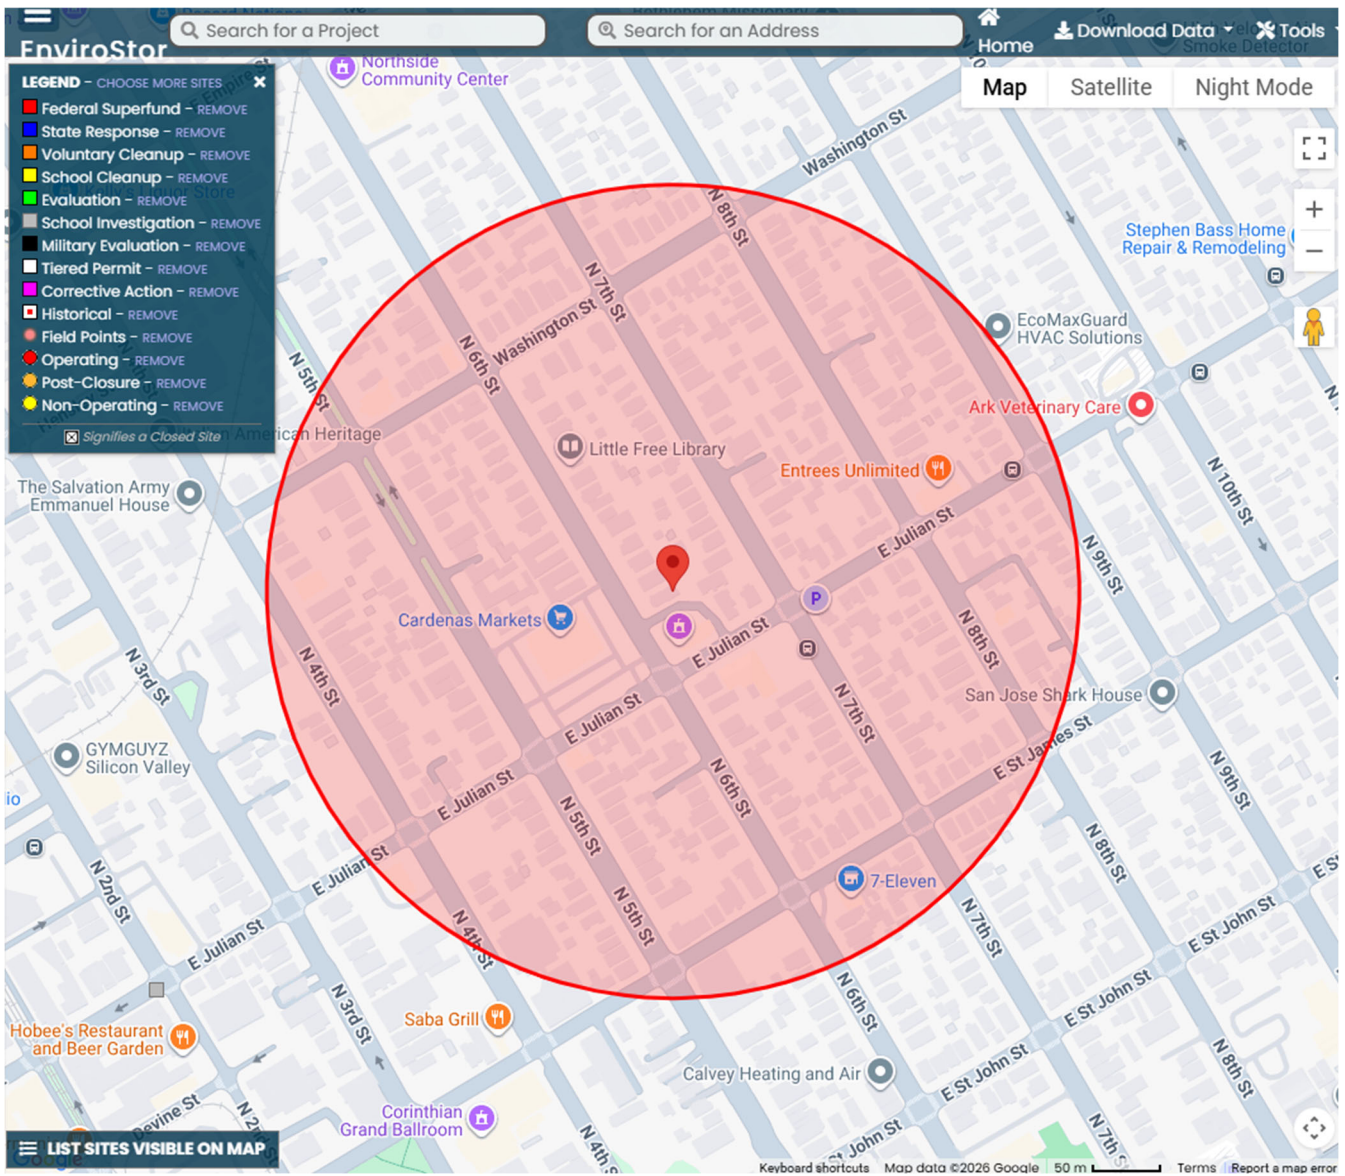 EnviroStor
Search for a Project
Search for an Address
Home
Download Data
Tools
Smoke Detector
LEGEND - CHOOSE MORE SITES
Federal Superfund - REMOVE
State Response - REMOVE
Voluntary Cleanup - REMOVE
School Cleanup - REMOVE
Evaluation - REMOVE
School Investigation - REMOVE
Military Evaluation - REMOVE
Tiered Permit - REMOVE
Corrective Action - REMOVE
Historical - REMOVE
Field Points - REMOVE
Operating - REMOVE
Post-Closure - REMOVE
Non-Operating - REMOVE
Signifies a Closed Site
Map
Satellite
Night Mode
Northside
Community Center
Washington St
N 8th St
Stephen Bass Home
Repair & Remodeling
N 7th St
Washington St
N 6th St
N 5th St
EcoMaxGuard
HVAC Solutions
Ark Veterinary Care
American Heritage
Little Free Library
Entrees Unlimited
The Salvation Army
Emmanuel House
N 10th St
E Julian St
N 9th St
Cardenas Markets
P
E Julian St
N 8th St
N 4th St
N 3rd St
San Jose Shark House
N 7th St
E Julian St
E St James St
GYMGUYZ
Silicon Valley
io
E Julian St
N 6th St
N 9th St
N 5th St
E Julian St
N 8th St
7-Eleven
N 2nd St
N 5th St
N 4th St
N 7th St
E St John St
E Julian St
N 6th St
E St John St
N 3rd St
Saba Grill
Hobee's Restaurant
and Beer Garden
E St John St
N 8th St
Calvey Heating and Air
Corinthian
Grand Ballroom
Devine St
N 2nd St
N 4th St
St John St
N 7th St
LIST SITES VISIBLE ON MAP
Google
Keyboard shortcuts
Map data ©2026 Google
50 m
Terms
Report a map error